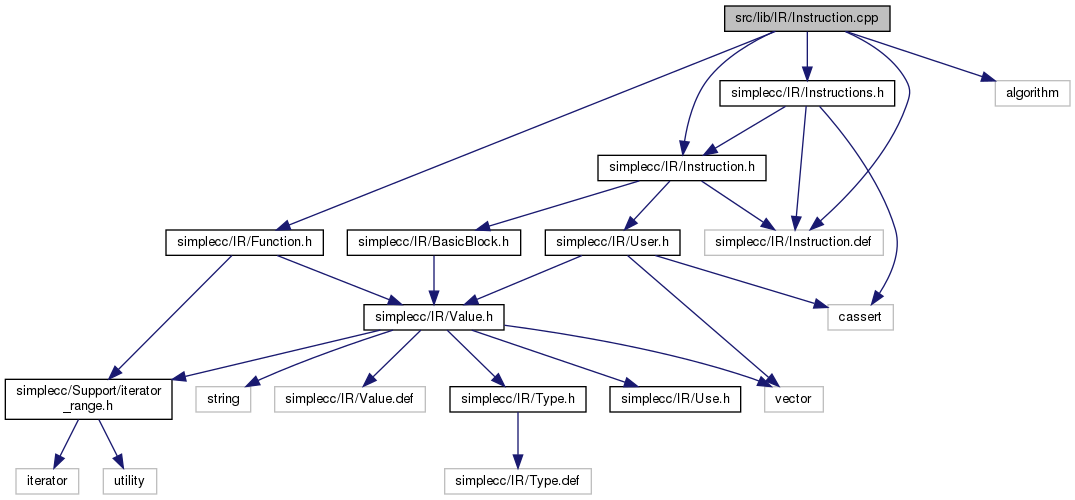 src/lib/IR/Instruction.cpp
simplecc/IR/Instructions.h
algorithm
simplecc/IR/Instruction.h
simplecc/IR/Function.h
simplecc/IR/BasicBlock.h
simplecc/IR/User.h
simplecc/IR/Instruction.def
simplecc/IR/Value.h
cassert
simplecc/Support/iterator
_range.h
string
simplecc/IR/Value.def
simplecc/IR/Type.h
simplecc/IR/Use.h
vector
iterator
utility
simplecc/IR/Type.def